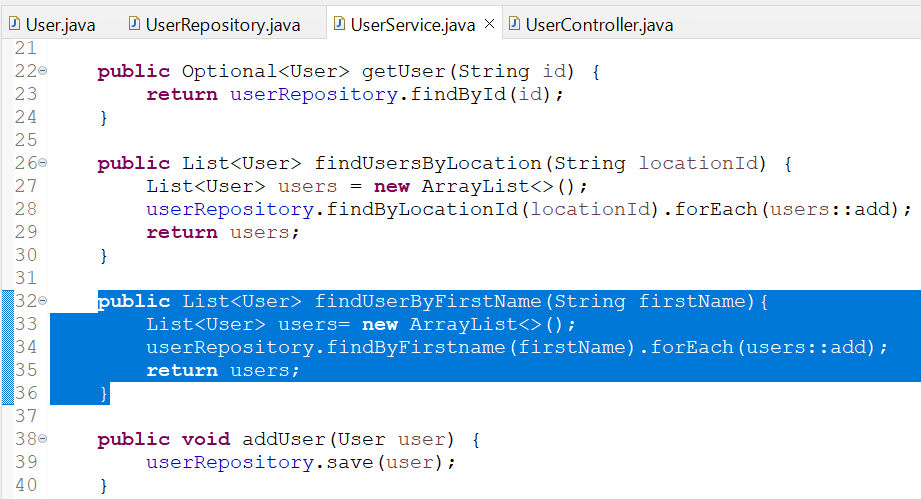 User.java UserRepository.java UserService.java UserController.java
21
22 public Optional<User> getUser(String id) {
23 return userRepository.findById(id);
24 }
25
26 public List<User> findUsersByLocation(String locationId) {
27 List<User> users = new ArrayList<>();
28 userRepository.findByLocationId(locationId).forEach(users::add);
29 return users;
30 }
31
32 public List<User> findUserByFirstName(String firstName){
33 List<User> users= new ArrayList<>();
34 userRepository.findByFirstname(firstName).forEach(users::add);
35 return users;
36 }
37
38 public void addUser(User user) {
39 userRepository.save(user);
40 }